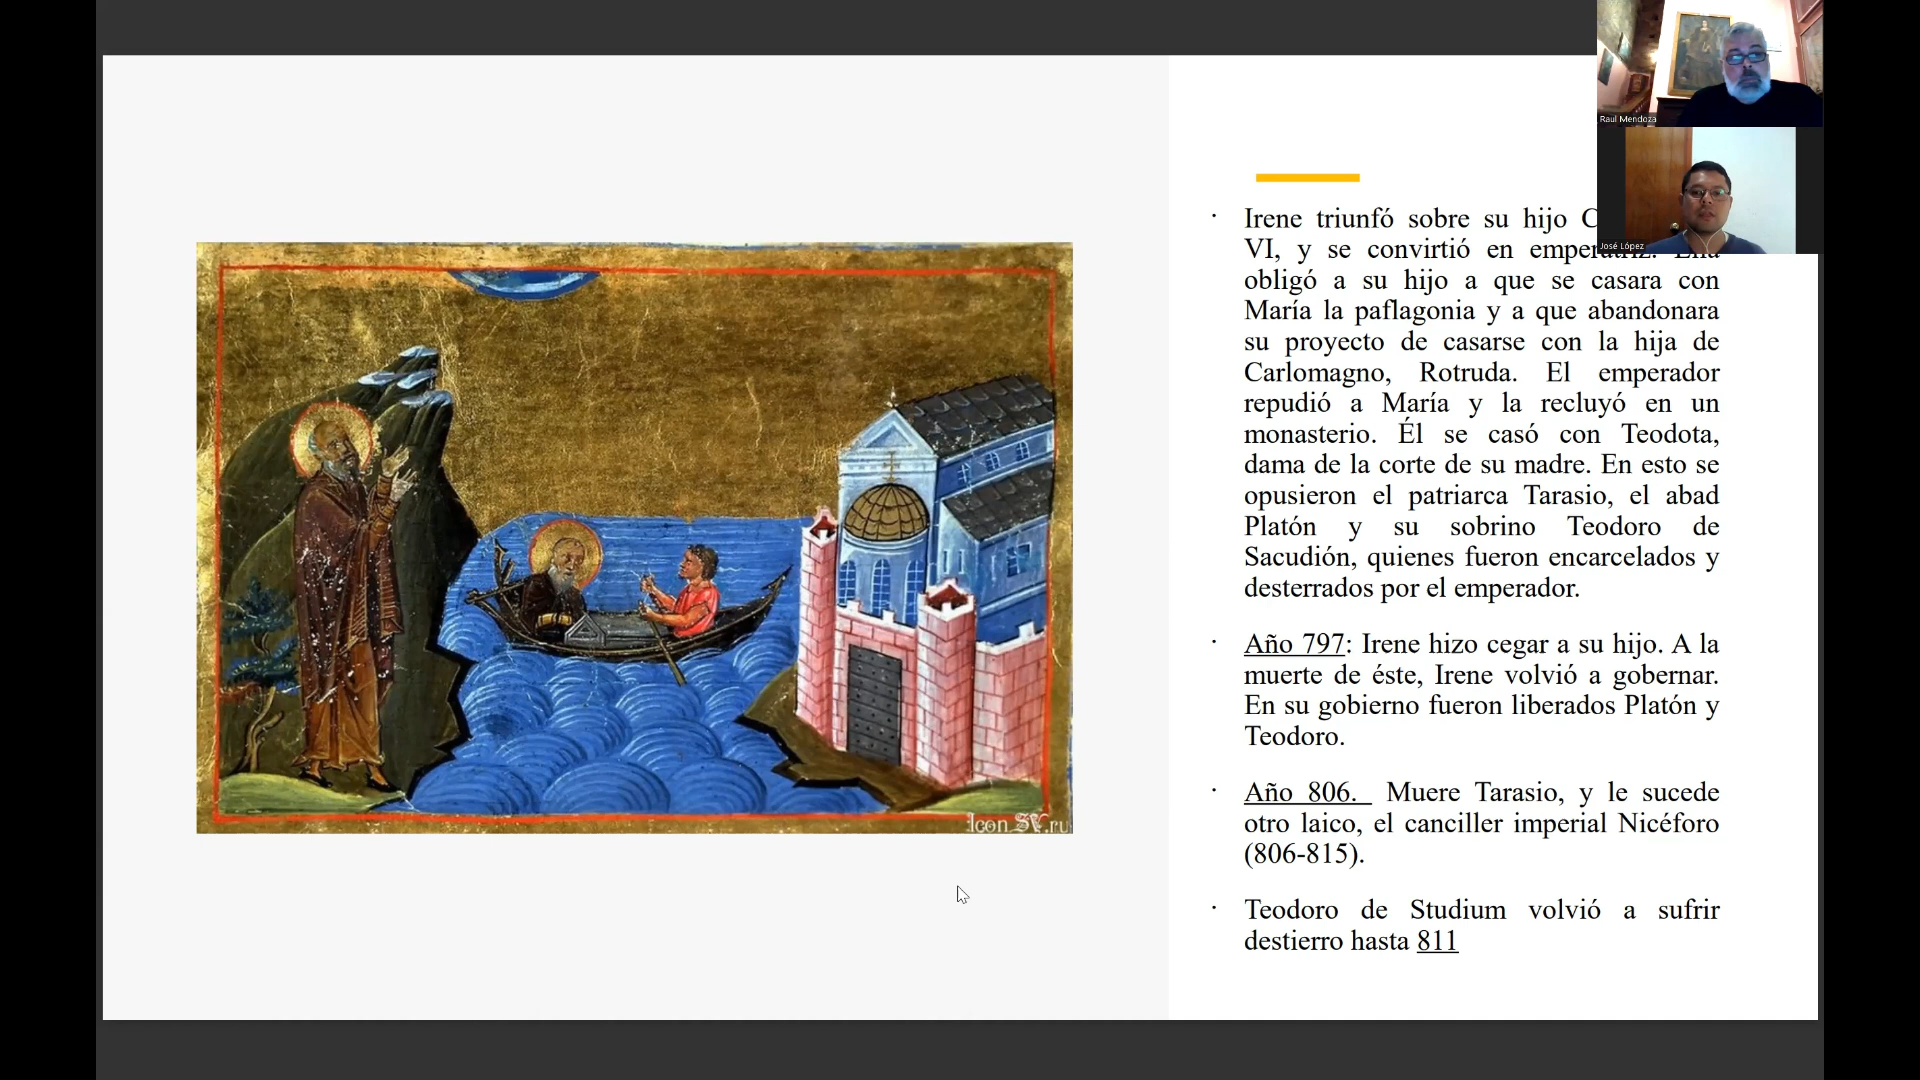 Raul Mendoza
José López
Irene triunfó sobre su hijo C
VI, y se convirtió en emperatriz. Ella
obligó a su hijo a que se casara con
María la paflagonia y a que abandonara
su proyecto de casarse con la hija de
Carlomagno, Rotruda. El emperador
repudió a María y la recluyó en un
monasterio. Él se casó con Teodota,
dama de la corte de su madre. En esto se
opusieron el patriarca Tarasio, el abad
Platón y su sobrino Teodoro de
Sacudión, quienes fueron encarcelados y
desterrados por el emperador.
Año 797: Irene hizo cegar a su hijo. A la
muerte de éste, Irene volvió a gobernar.
En su gobierno fueron liberados Platón y
Teodoro.
Año 806. Muere Tarasio, y le sucede
otro laico, el canciller imperial Nicéforo
(806-815).
Teodoro de Studium volvió a sufrir
destierro hasta 811
Icon SV.ru